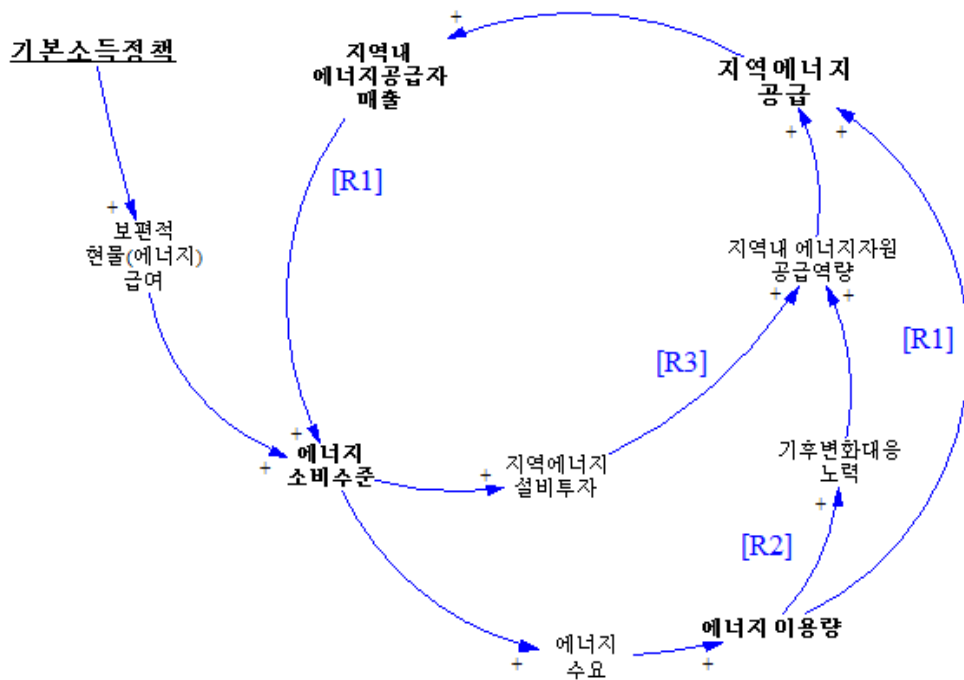 기본소득정책
+
보편적
현물(에너지)
급여
지역내
에너지공급자
매출
+
[R1]
지역에너지
공급
+
+
지역내 에너지자원
공급역량
+
+
[R3]
[R1]
+
+
에너지
소비수준
+
지역에너지
설비투자
기후변화대응
노력
+
[R2]
에너지
수요
+
에너지 이용량
+